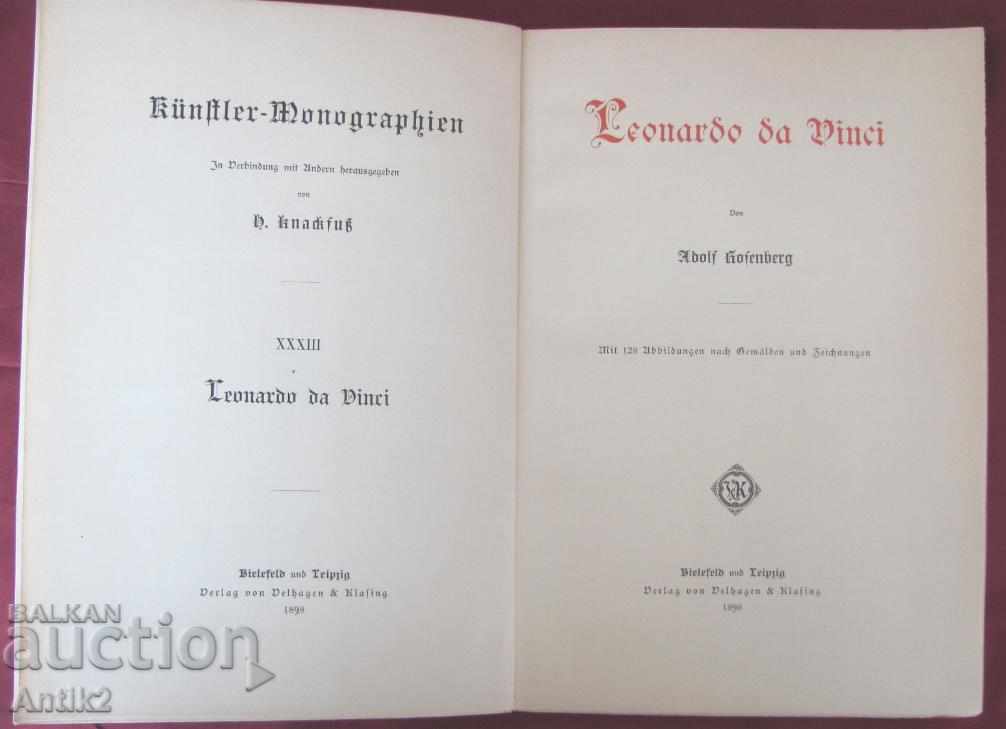 Künstler-Monographien
In Verbindung mit Andern herausgegeben
von
H. Knackfuß
XXXIII
Leonardo da Vinci
Bielefeld und Leipzig
Verlag von Velhagen & Klasing
1898
Leonardo da Vinci
Von
Adolf Rosenberg
Mit 128 Abbildungen nach Gemälden und Zeichnungen
VK
Bielefeld und Leipzig
Verlag von Velhagen & Klasing
1898
BALKAN
auction
Antik2